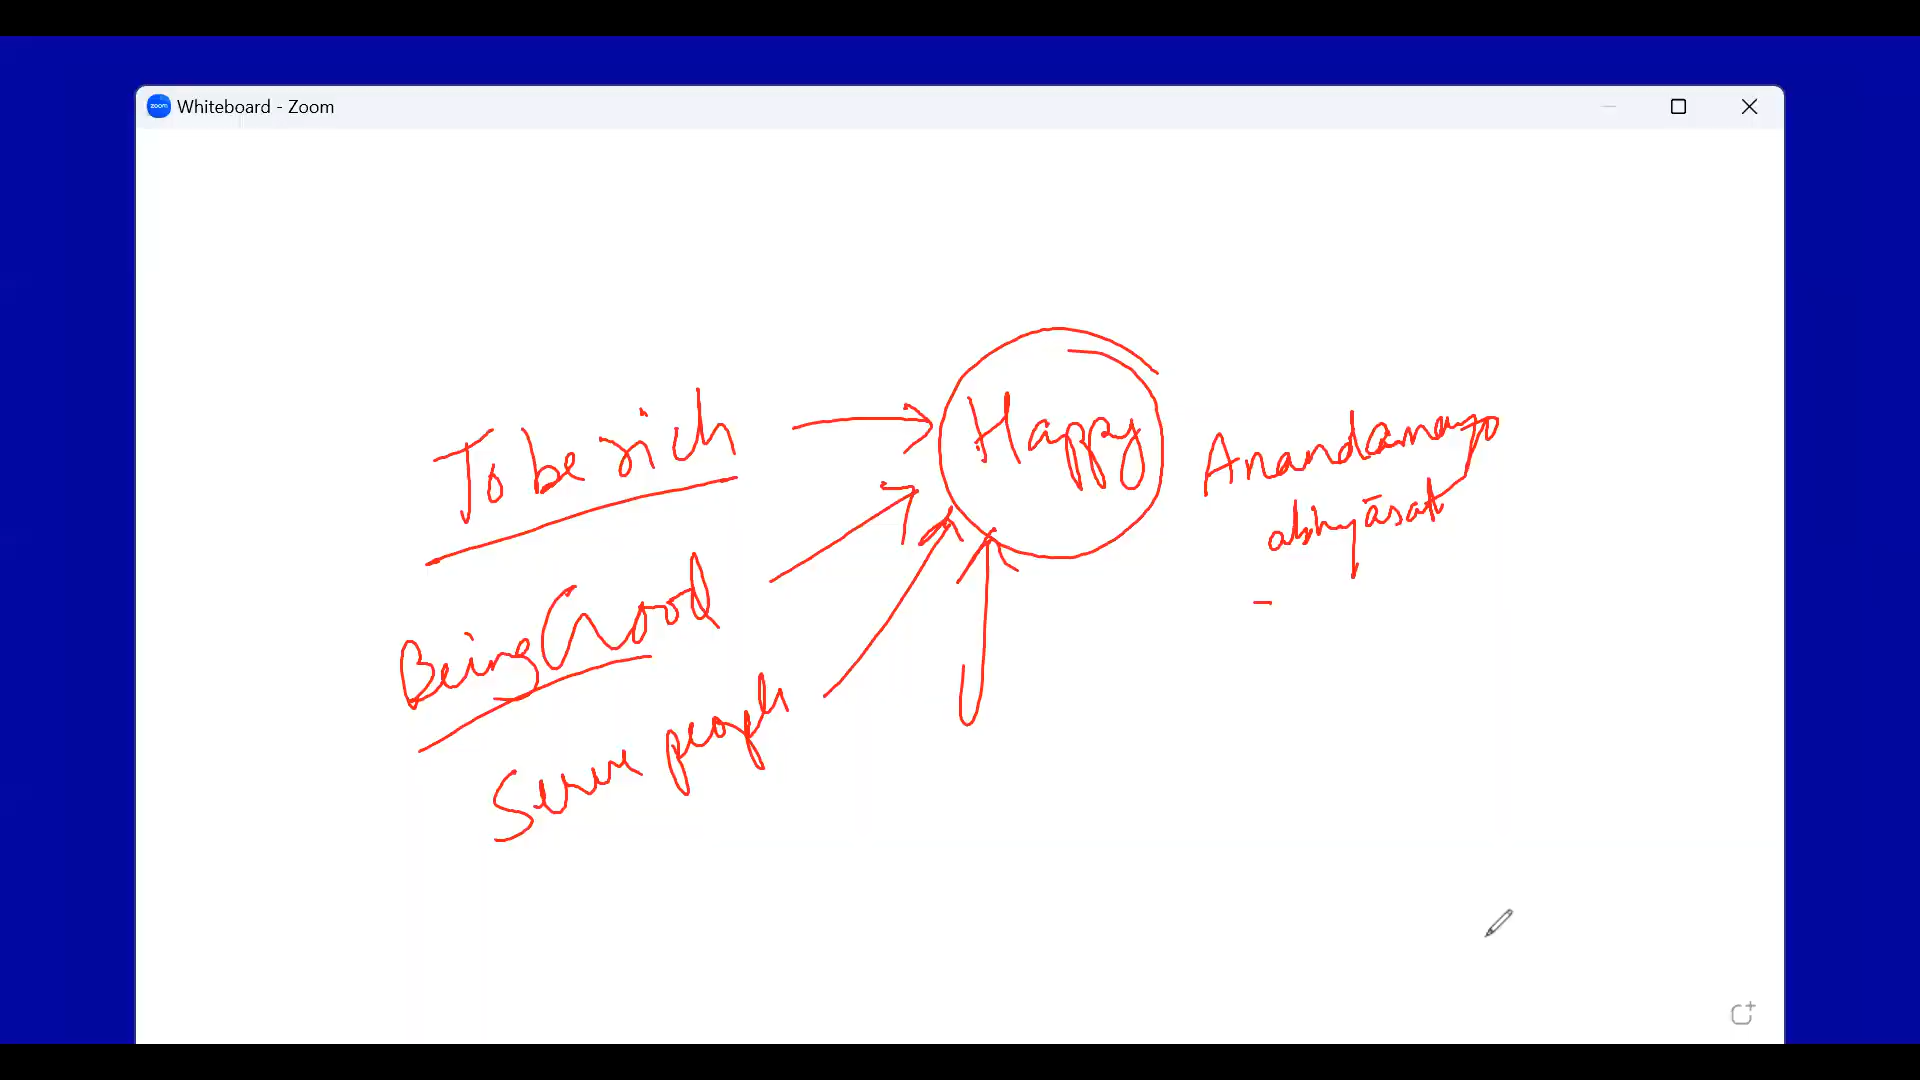 Whiteboard - Zoom
To be rich
Happy
Anandamayo
abhyāsat
Being Good
Serve people